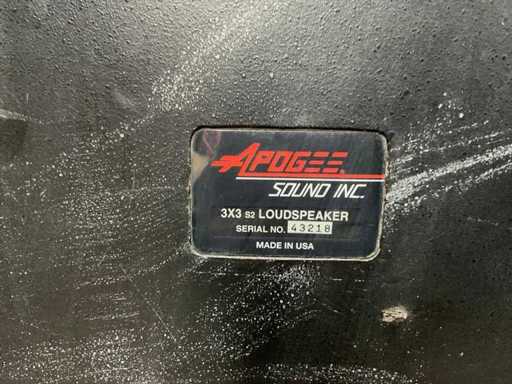 APOGEE
SOUND INC.
3X3 S2 LOUDSPEAKER
SERIAL NO. 43218
MADE IN USA